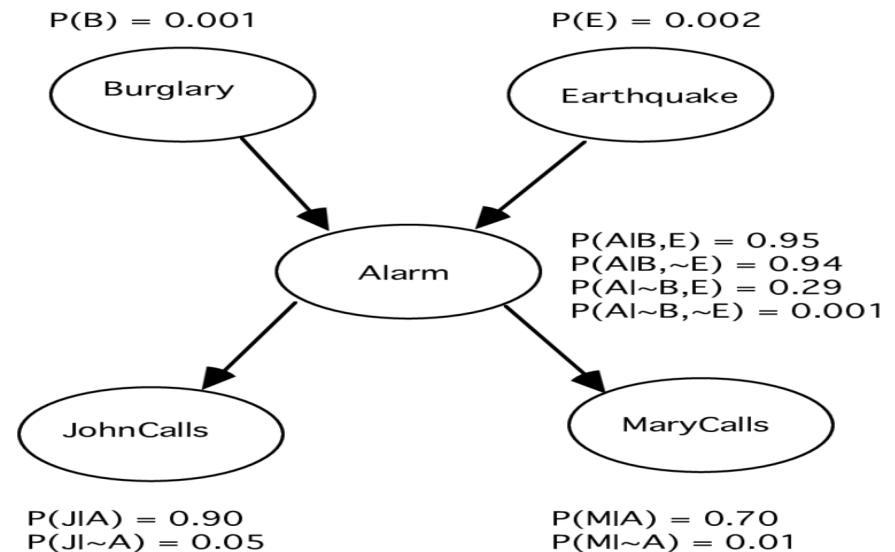 P(B) = 0.001
P(E) = 0.002
Burglary
Earthquake
Alarm
P(A|B,E) = 0.95
P(A|B,~E) = 0.94
P(A|~B,E) = 0.29
P(A|~B,~E) = 0.001
JohnCalls
MaryCalls
P(J|A) = 0.90
P(J|~A) = 0.05
P(M|A) = 0.70
P(M|~A) = 0.01